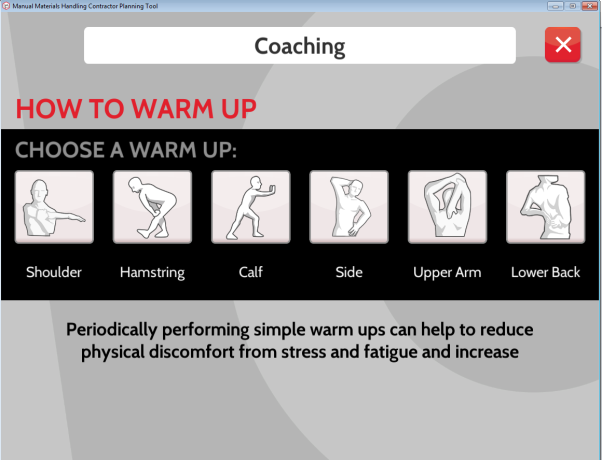 Manual Materials Handling Contractor Planning Tool
Coaching
HOW TO WARM UP
CHOOSE A WARM UP:
Shoulder Hamstring Calf Side Upper Arm Lower Back
Periodically performing simple warm ups can help to reduce
physical discomfort from stress and fatigue and increase